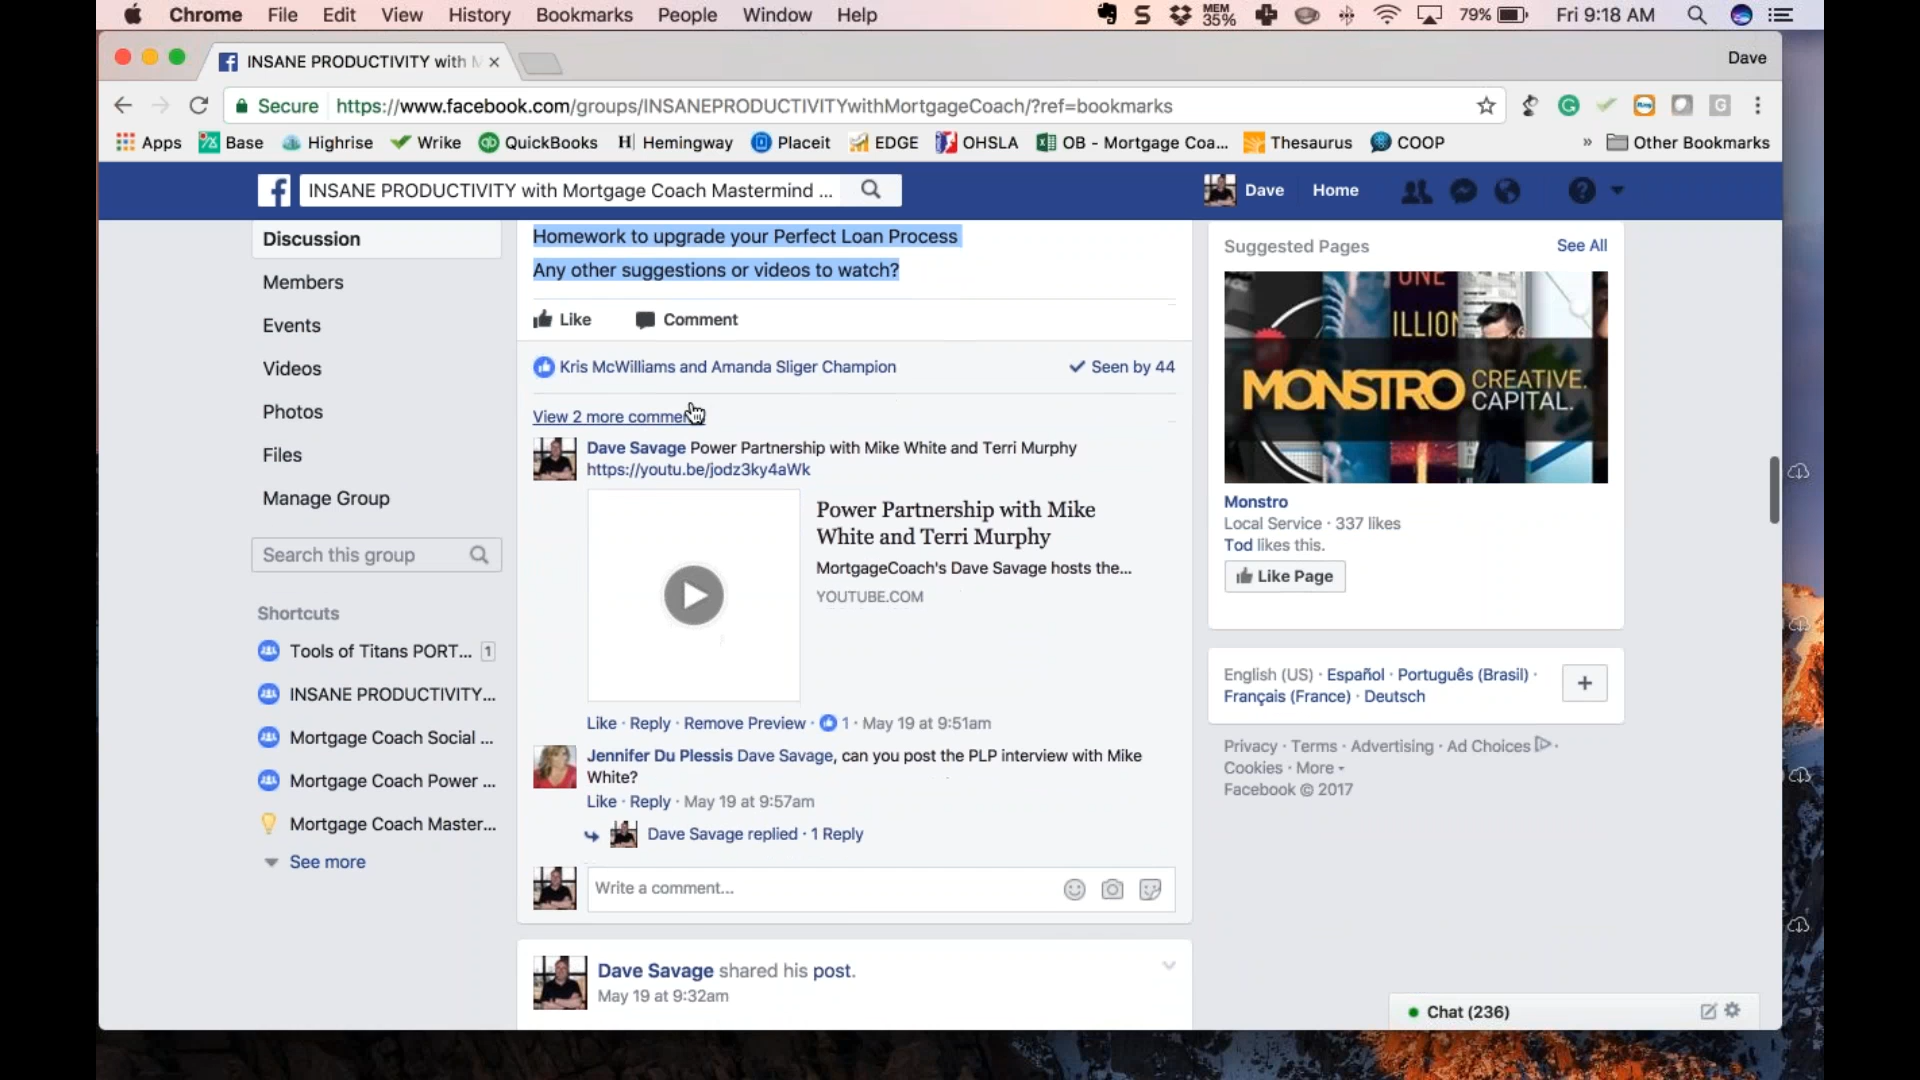 Chrome File Edit View History Bookmarks People Window Help
MEM 35% 79% Fri 9:18 AM
INSANE PRODUCTIVITY with M
Dave
Secure https://www.facebook.com/groups/INSANEPRODUCTIVITYwithMortgageCoach/?ref=bookmarks
Apps Base Highrise Wrike QuickBooks Hemingway Placeit EDGE OHSLA OB - Mortgage Coa... Thesaurus COOP » Other Bookmarks
INSANE PRODUCTIVITY with Mortgage Coach Mastermind ...
Dave Home
Discussion
Members
Events
Videos
Photos
Files
Manage Group
Search this group
Shortcuts
Tools of Titans PORT... 1
INSANE PRODUCTIVITY...
Mortgage Coach Social ...
Mortgage Coach Power ...
Mortgage Coach Master...
See more
Homework to upgrade your Perfect Loan Process
Any other suggestions or videos to watch?
Like Comment
Kris McWilliams and Amanda Sliger Champion
Seen by 44
View 2 more comme
Dave Savage Power Partnership with Mike White and Terri Murphy
https://youtu.be/jodz3ky4aWk
Power Partnership with Mike
White and Terri Murphy
MortgageCoach's Dave Savage hosts the...
YOUTUBE.COM
Like · Reply · Remove Preview · 1 · May 19 at 9:51am
Jennifer Du Plessis Dave Savage, can you post the PLP interview with Mike
White?
Like · Reply · May 19 at 9:57am
Dave Savage replied · 1 Reply
Write a comment...
Dave Savage shared his post.
May 19 at 9:32am
Suggested Pages See All
ONE
ILLION
MONSTRO CREATIVE.
CAPITAL.
Monstro
Local Service · 337 likes
Tod likes this.
Like Page
English (US) · Español · Português (Brasil) ·
Français (France) · Deutsch
Privacy · Terms · Advertising · Ad Choices ·
Cookies · More
Facebook © 2017
Chat (236)